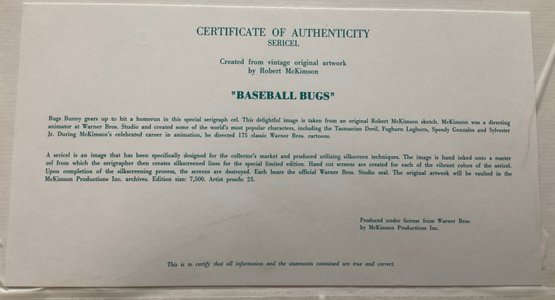 CERTIFICATE OF AUTHENTICITY
SERICEL
Created from vintage original artwork
by Robert McKimson
"BASEBALL BUGS"
Bugs Bunny gears up to hit a homerun in this special serigraph cel. This delightful image is taken from an original Robert McKimson sketch. McKimson was a directing
animator at Warner Bros. Studio and created some of the world's most popular characters, including the Tasmanian Devil, Foghorn Leghorn, Speedy Gonzales and Sylvester
Jr. During McKimson's celebrated career in animation, he directed 175 classic Warner Bros. cartoons.
A sericel is an image that has been specifically designed for the collector's market and produced utilizing silkscreen techniques. The image is hand inked onto a master
cel from which the serigrapher then creates silkscreened lines for the special limited edition. Hand cut screens are created for each of the vibrant colors of the sericel.
Upon completion of the silkscreening process, the screens are destroyed. Each bears the official Warner Bros. Studio seal. The original artwork will be vaulted in the
McKimson Productions Inc. archives. Edition size: 7,500. Artist proofs: 25.
Produced under license from Warner Bros.
by McKimson Productions Inc.
This is to certify that all information and the statements contained are true and correct.